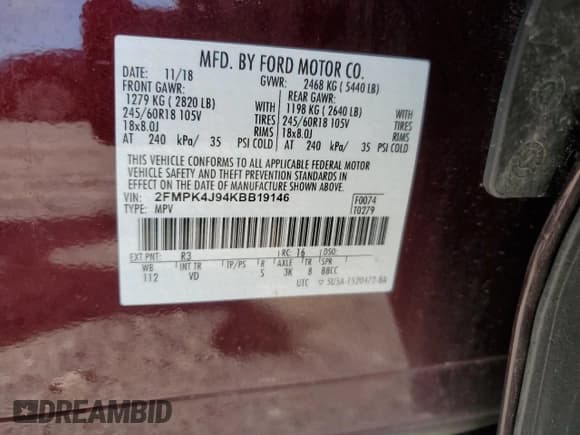 MFD. BY FORD MOTOR CO.
DATE: 11/18 GVWR: 2468 KG ( 5440 LB)
FRONT GAWR: REAR GAWR:
1279 KG ( 2820 LB) WITH 1198 KG ( 2640 LB) WITH
245/60R18 105V TIRES 245/60R18 105V TIRES
18x8.0J RIMS 18x8.0J RIMS
AT 240 kPa/ 35 PSI COLD AT 240 kPa/ 35 PSI COLD
THIS VEHICLE CONFORMS TO ALL APPLICABLE FEDERAL MOTOR
VEHICLE SAFETY AND THEFT PREVENTION STANDARDS IN
EFFECT ON THE DATE OF MANUFACTURE SHOWN ABOVE.
VIN: 2FMPK4J94KBB19146 F0074
TYPE: MPV T0279
EXT PNT: R3 RC: 16 DSO:
WB INT TR TP/PS R AXLE TR SPR
112 VD S 3K 8 BBCC
UTC
DREAMBID